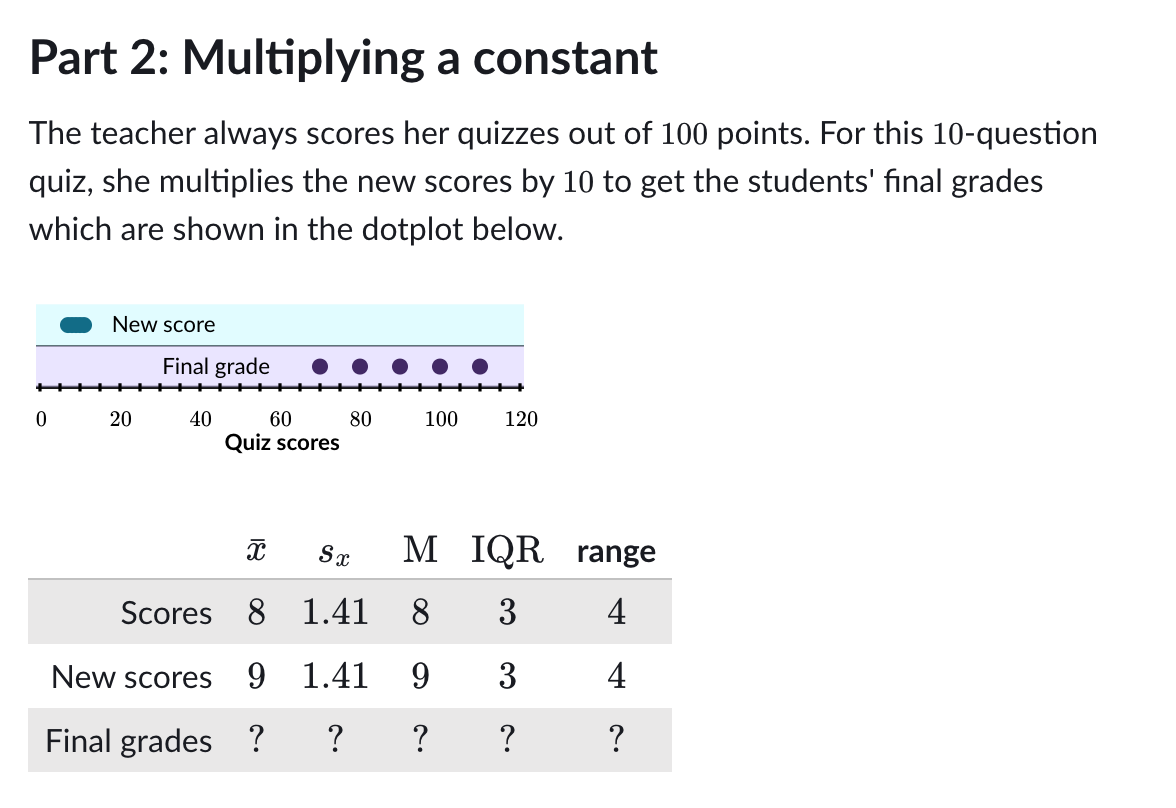 Part 2: Multiplying a constant
The teacher always scores her quizzes out of 100 points. For this 10-question
quiz, she multiplies the new scores by 10 to get the students' final grades
which are shown in the dotplot below.
New score
Final grade
0 20 40 60 80 100 120
Quiz scores
x̄ sₓ M IQR range
Scores 8 1.41 8 3 4
New scores 9 1.41 9 3 4
Final grades ? ? ? ? ?